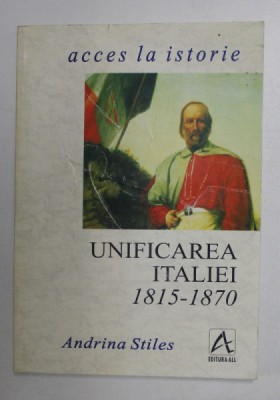 acces la istorie
UNIFICAREA
ITALIEI
1815-1870
Andrina Stiles
A
EDITURA ALL